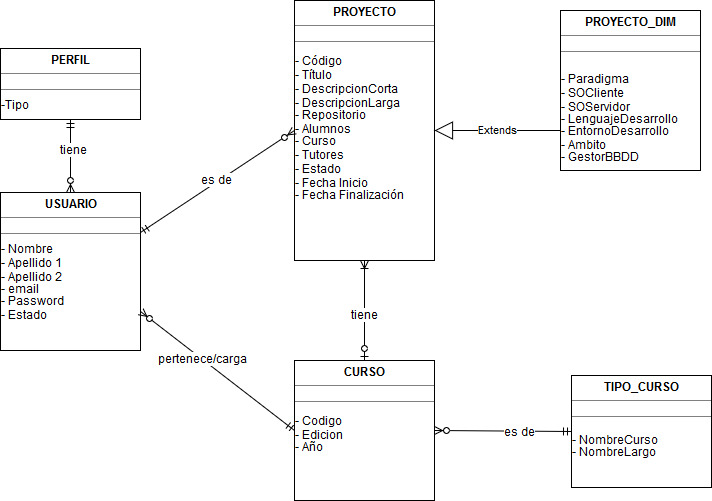 PROYECTO
- Código
- Título
- DescripcionCorta
- DescripcionLarga
- Repositorio
- Alumnos
- Curso
- Tutores
- Estado
- Fecha Inicio
- Fecha Finalización
PROYECTO_DIM
- Paradigma
- SOCliente
- SOServidor
- LenguajeDesarrollo
- EntornoDesarrollo
- Ambito
- GestorBBDD
Extends
PERFIL
-Tipo
tiene
es de
USUARIO
- Nombre
- Apellido 1
- Apellido 2
- email
- Password
- Estado
tiene
pertenece/carga
CURSO
- Codigo
- Edicion
- Año
es de
TIPO_CURSO
- NombreCurso
- NombreLargo